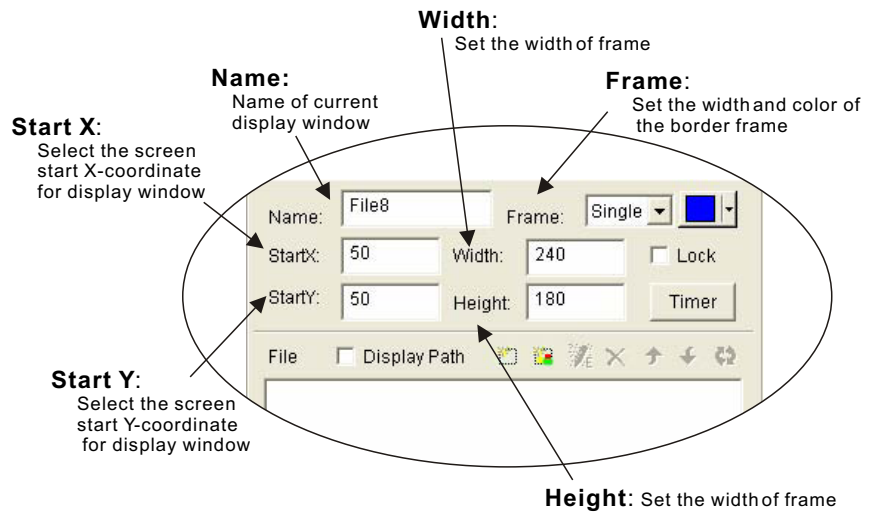 Width:
Set the width of frame
Name:
Name of current
display window
Frame:
Set the width and color of
the border frame
Start X:
Select the screen
start X-coordinate
for display window
Name: File8 Frame: Single
StartX: 50 Width: 240 Lock
StartY: 50 Height: 180 Timer
File Display Path
Start Y:
Select the screen
start Y-coordinate
for display window
Height: Set the width of frame